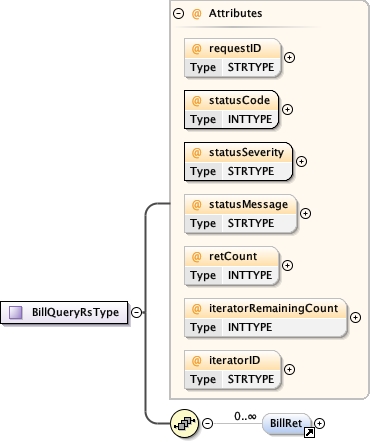 @ Attributes
@ requestID
Type STRTYPE
@ statusCode
Type INTTYPE
@ statusSeverity
Type STRTYPE
@ statusMessage
Type STRTYPE
@ retCount
Type INTTYPE
@ iteratorRemainingCount
Type INTTYPE
@ iteratorID
Type STRTYPE
BillQueryRsType
0..∞
BillRet